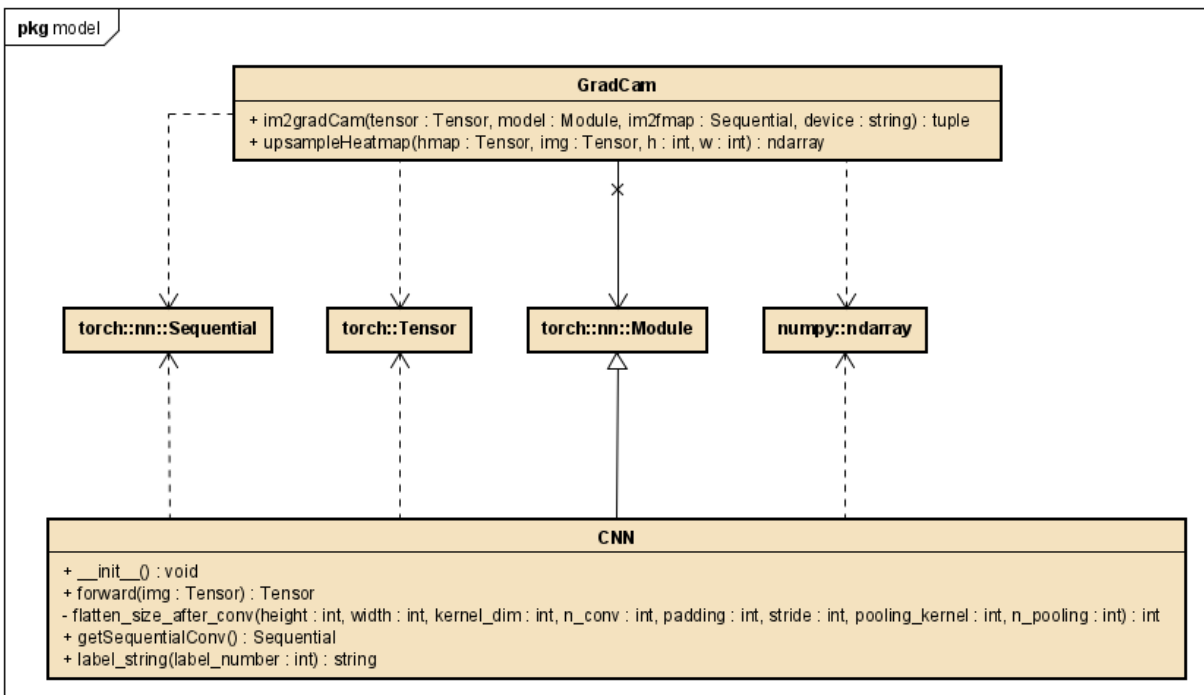 pkg model
GradCam
+ im2gradCam(tensor : Tensor, model : Module, im2fmap : Sequential, device : string) : tuple
+ upsampleHeatmap(hmap : Tensor, img : Tensor, h : int, w : int) : ndarray
torch::nn::Sequential
torch::Tensor
torch::nn::Module
numpy::ndarray
CNN
+ __init__() : void
+ forward(img : Tensor) : Tensor
- flatten_size_after_conv(height : int, width : int, kernel_dim : int, n_conv : int, padding : int, stride : int, pooling_kernel : int, n_pooling : int) : int
+ getSequentialConv() : Sequential
+ label_string(label_number : int) : string